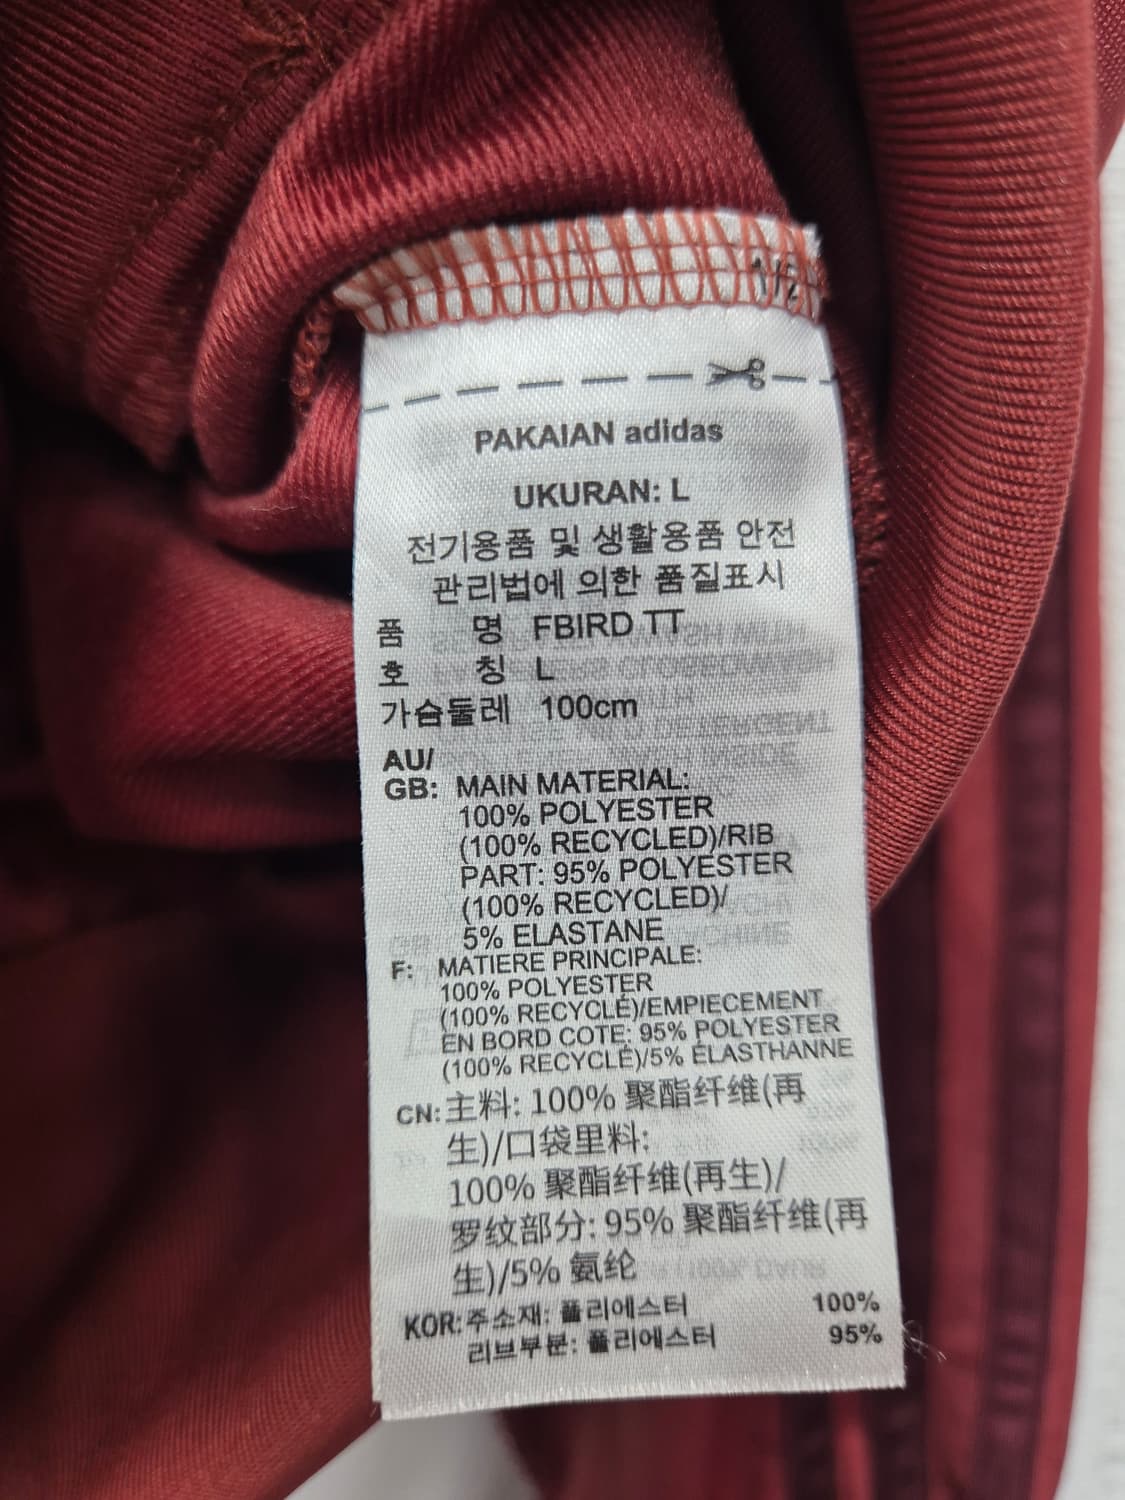 1/2
PAKAIAN adidas
UKURAN: L
전기용품 및 생활용품 안전
관리법에 의한 품질표시
품 명 FBIRD TT
호 칭 L
가슴둘레 100cm
AU/
GB: MAIN MATERIAL:
100% POLYESTER
(100% RECYCLED)/RIB
PART: 95% POLYESTER
(100% RECYCLED)/
5% ELASTANE
F: MATIERE PRINCIPALE:
100% POLYESTER
(100% RECYCLÉ)/EMPIECEMENT
EN BORD COTE: 95% POLYESTER
(100% RECYCLÉ)/5% ÉLASTHANNE
CN: 主料: 100% 聚酯纤维(再
生)/口袋里料:
100% 聚酯纤维(再生)/
罗纹部分: 95% 聚酯纤维(再
生)/5% 氨纶
KOR: 주소재: 폴리에스터 100%
리브부분: 폴리에스터 95%